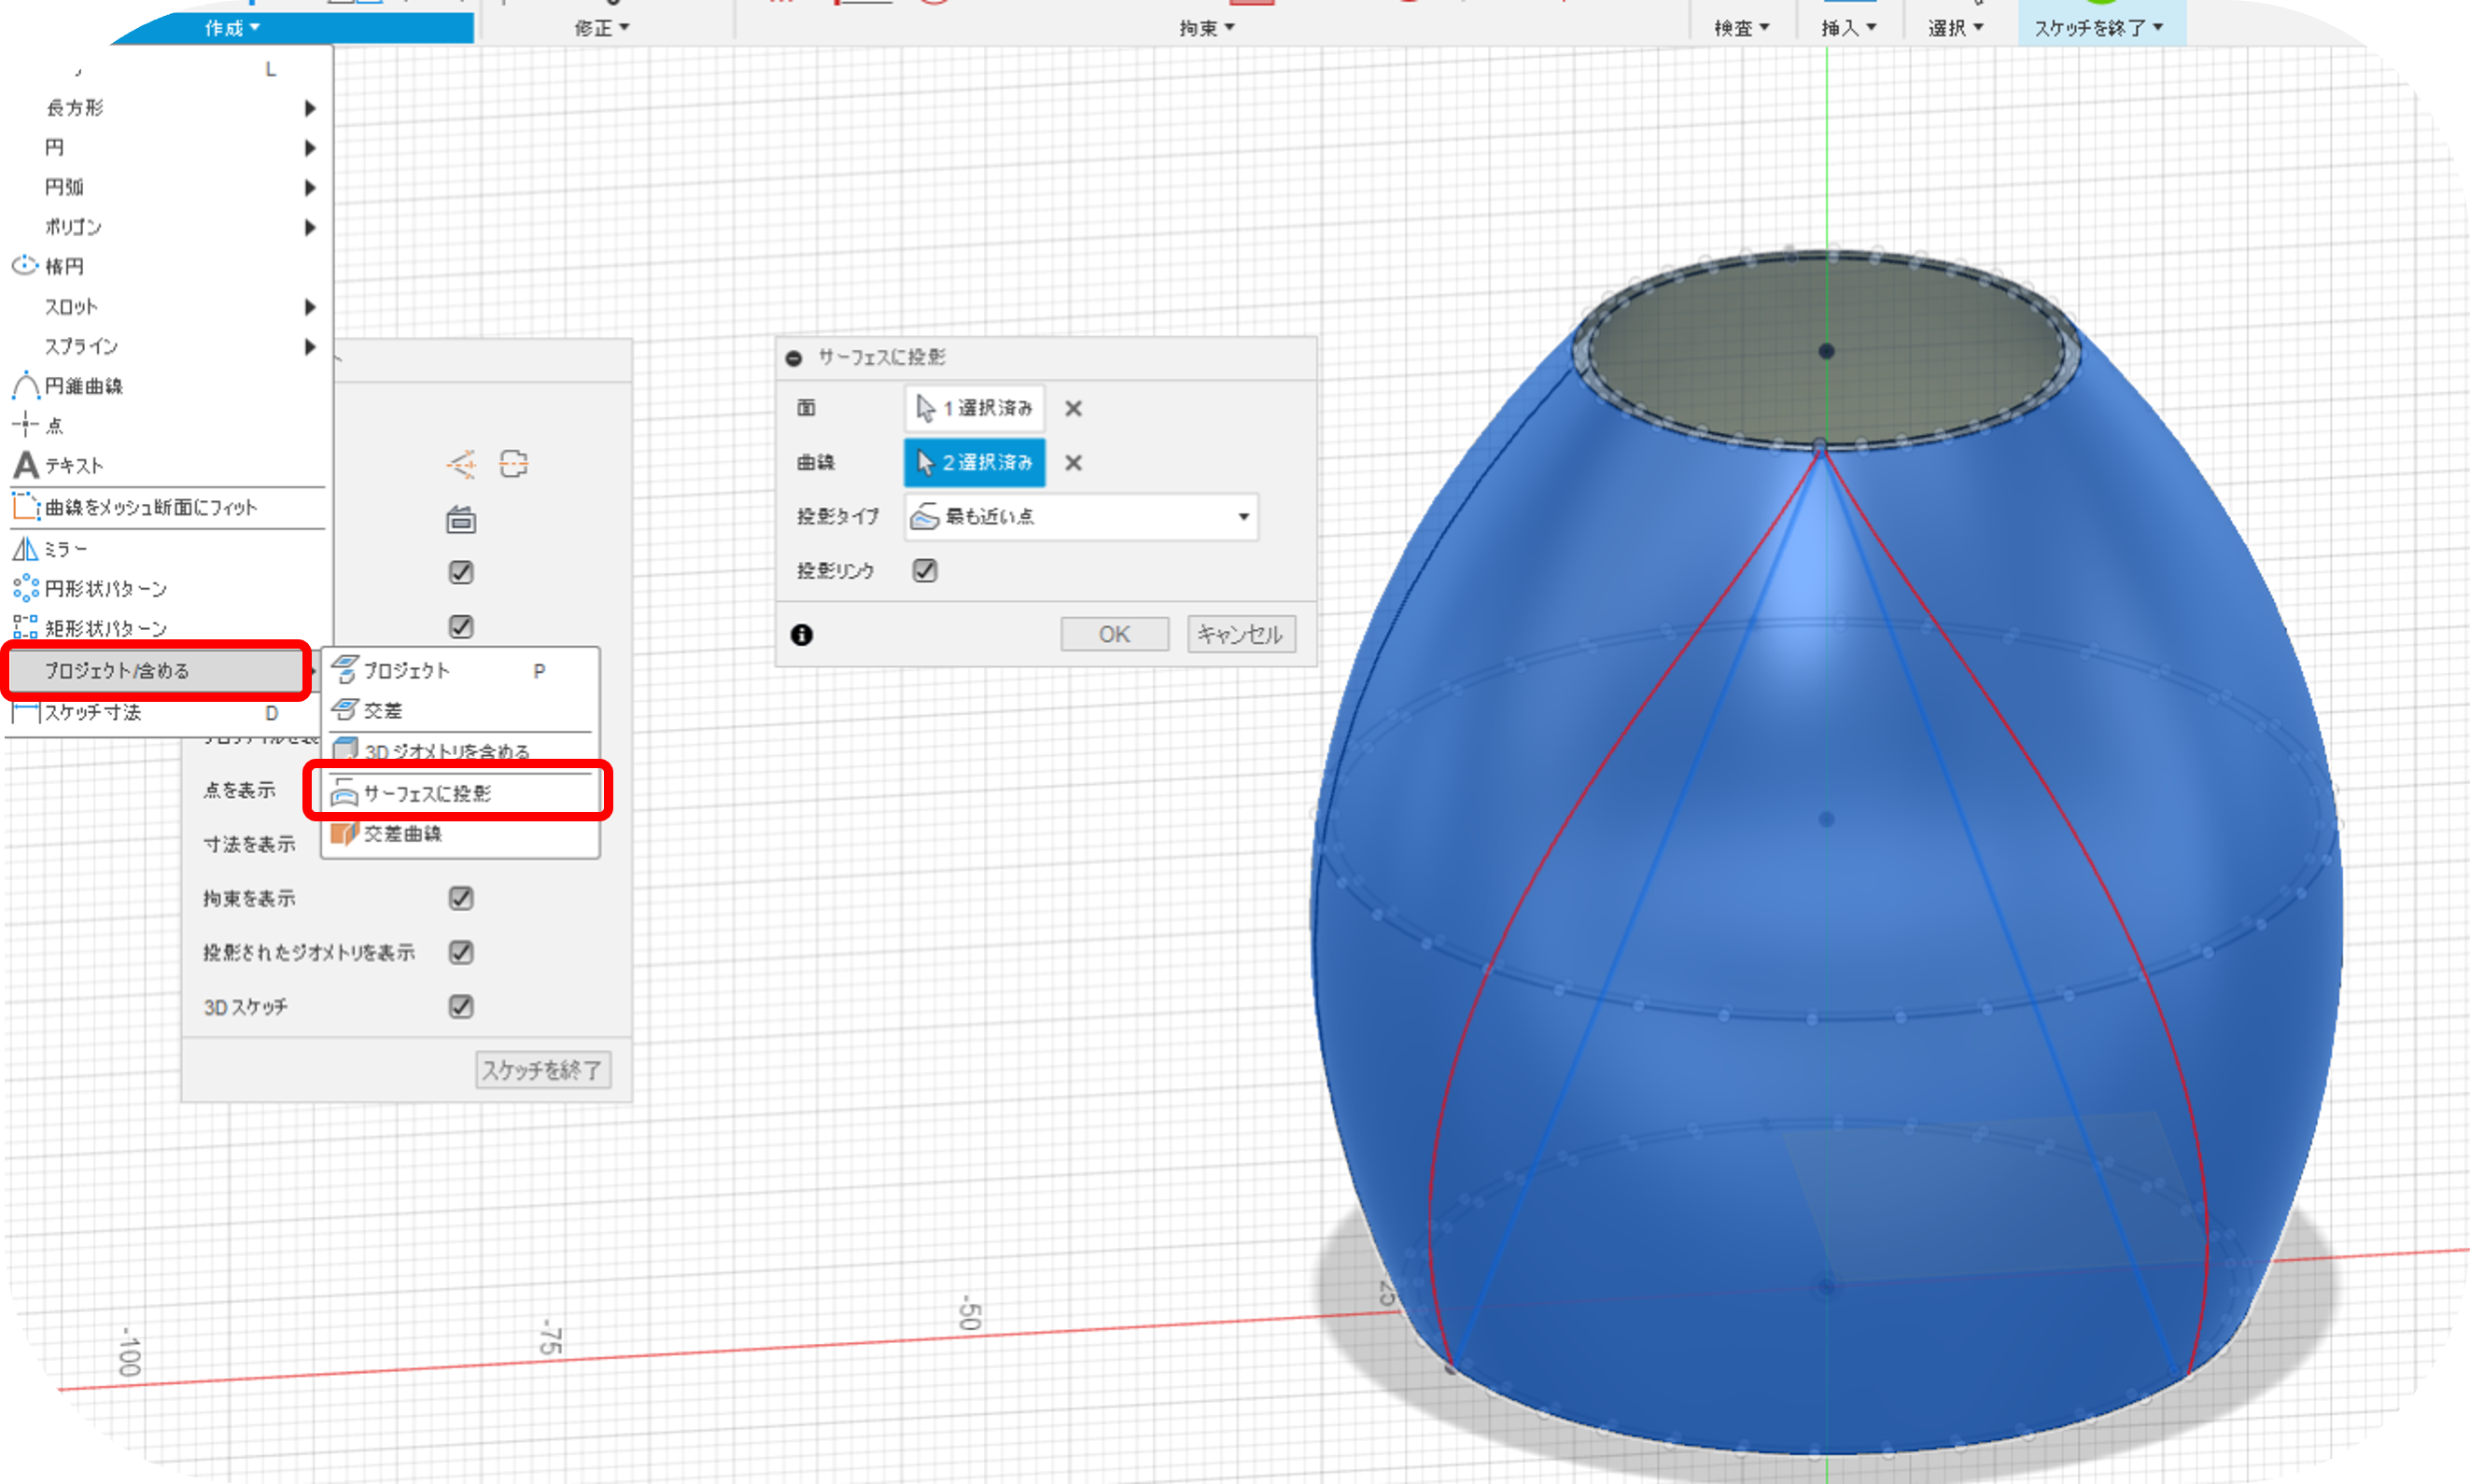 作成 修正 拘束 検査 挿入 選択 スケッチを終了
L
長方形
円
円弧
ポリゴン
楕円
スロット
スプライン
円錐曲線
点
テキスト
曲線をメッシュ断面にフィット
ミラー
円形状パターン
矩形状パターン
プロジェクト/含める
スケッチ寸法 D
プロジェクト P
交差
3D ジオメトリを含める
サーフェスに投影
交差曲線
点を表示
寸法を表示
拘束を表示
投影されたジオメトリを表示
3D スケッチ
スケッチを終了
サーフェスに投影
面 1 選択済み
曲線 2 選択済み
投影タイプ 最も近い点
投影リンク
OK キャンセル
-100
-75
-50
25